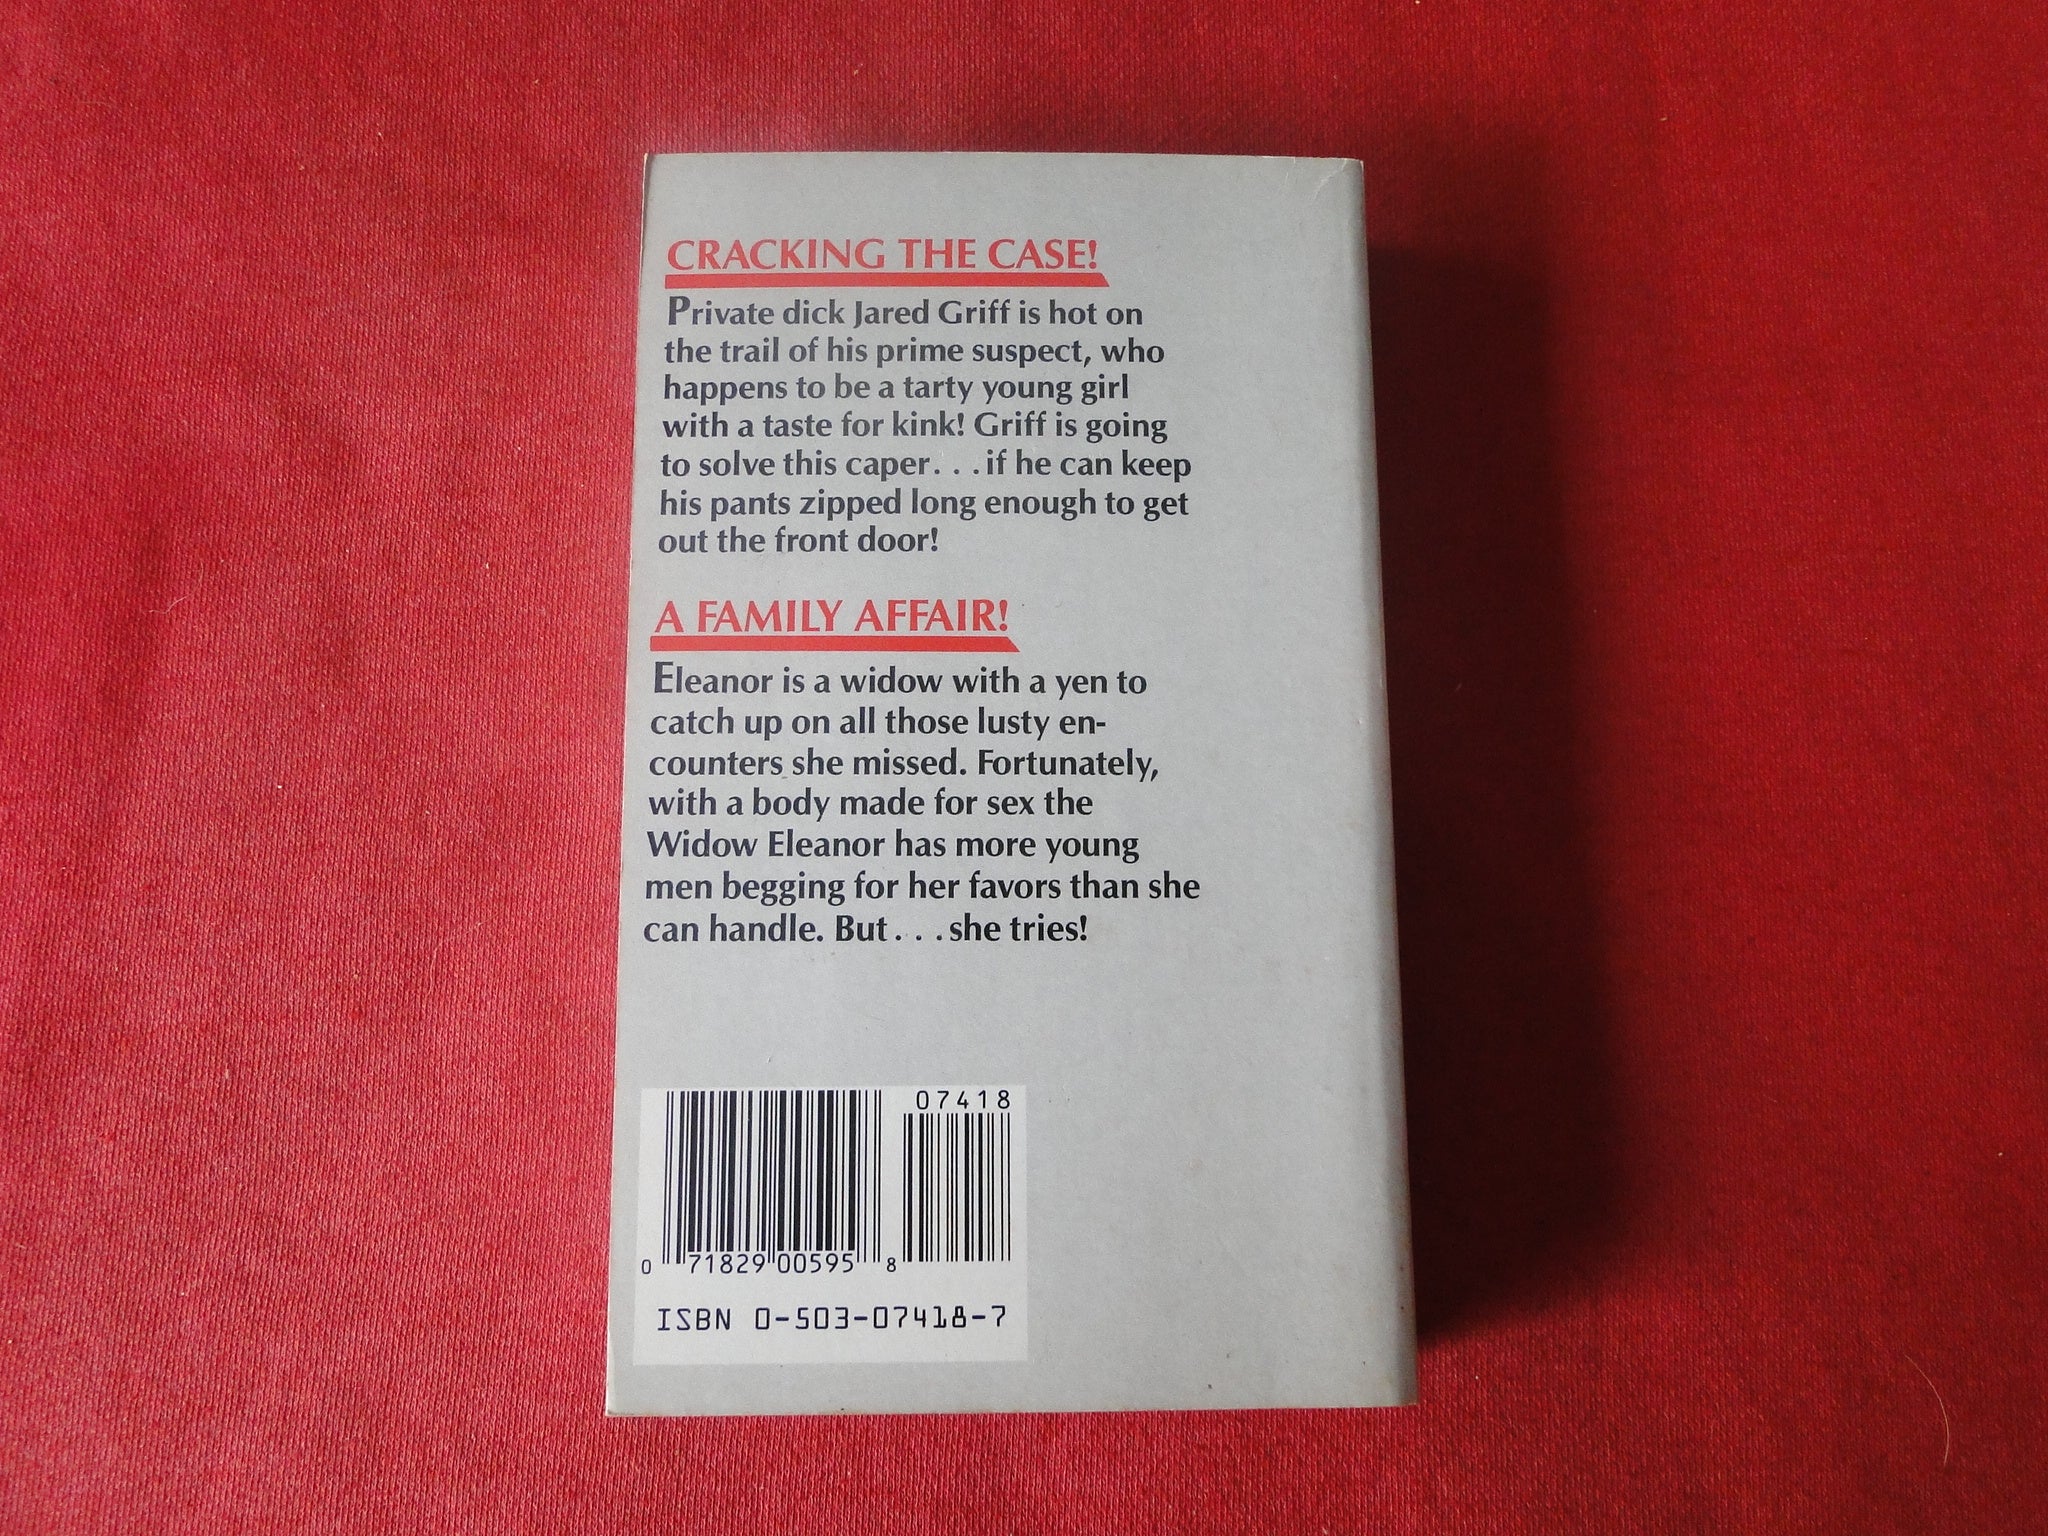 CRACKING THE CASE!
Private dick Jared Griff is hot on
the trail of his prime suspect, who
happens to be a tarty young girl
with a taste for kink! Griff is going
to solve this caper. . . if he can keep
his pants zipped long enough to get
out the front door!
A FAMILY AFFAIR!
Eleanor is a widow with a yen to
catch up on all those lusty en-
counters she missed. Fortunately,
with a body made for sex the
Widow Eleanor has more young
men begging for her favors than she
can handle. But . . . she tries!
07418
0 71829 00595 8
ISBN 0-503-07418-7